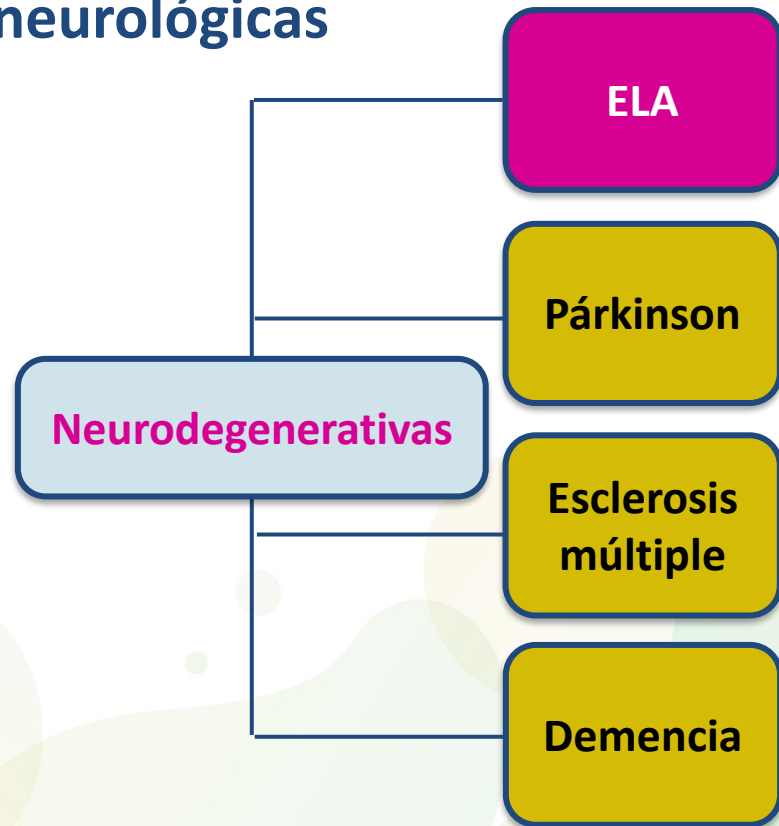 neurológicas
ELA
Párkinson
Neurodegenerativas
Esclerosis
múltiple
Demencia